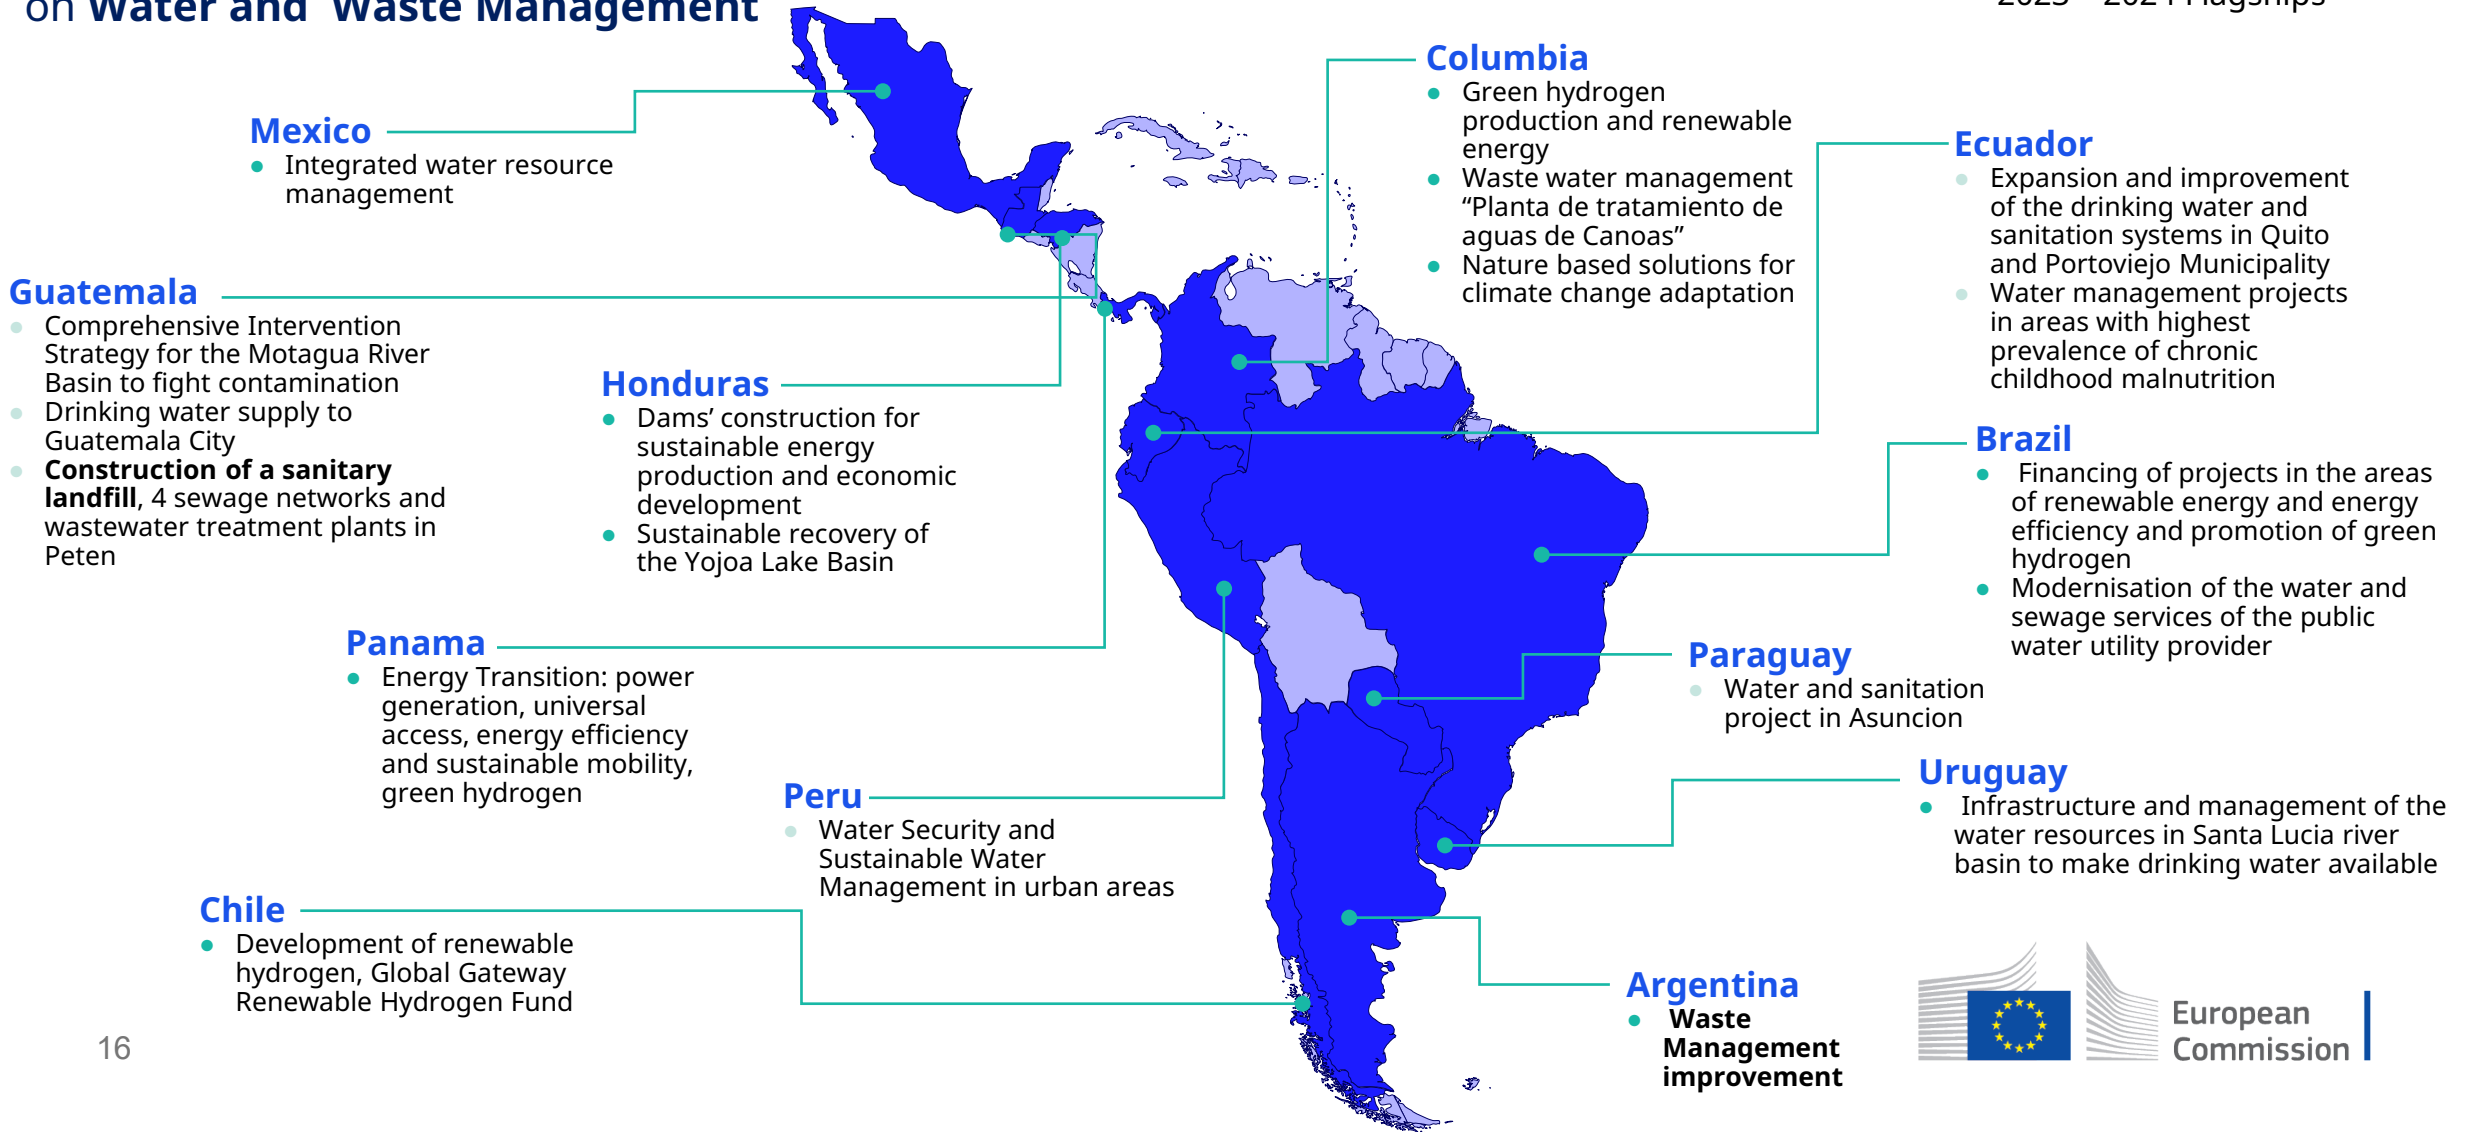 on Water and Waste Management
Mexico
Integrated water resource
management
Guatemala
Comprehensive Intervention
Strategy for the Motagua River
Basin to fight contamination
Drinking water supply to
Guatemala City
Construction of a sanitary
landfill, 4 sewage networks and
wastewater treatment plants in
Peten
Honduras
Dams’ construction for
sustainable energy
production and economic
development
Sustainable recovery of
the Yojoa Lake Basin
Panama
Energy Transition: power
generation, universal
access, energy efficiency
and sustainable mobility,
green hydrogen
Peru
Water Security and
Sustainable Water
Management in urban areas
Chile
Development of renewable
hydrogen, Global Gateway
Renewable Hydrogen Fund
Columbia
Green hydrogen
production and renewable
energy
Waste water management
“Planta de tratamiento de
aguas de Canoas”
Nature based solutions for
climate change adaptation
Ecuador
Expansion and improvement
of the drinking water and
sanitation systems in Quito
and Portoviejo Municipality
Water management projects
in areas with highest
prevalence of chronic
childhood malnutrition
Brazil
Financing of projects in the areas
of renewable energy and energy
efficiency and promotion of green
hydrogen
Modernisation of the water and
sewage services of the public
water utility provider
Paraguay
Water and sanitation
project in Asuncion
Uruguay
Infrastructure and management of the
water resources in Santa Lucia river
basin to make drinking water available
Argentina
Waste
Management
improvement
European
Commission
16